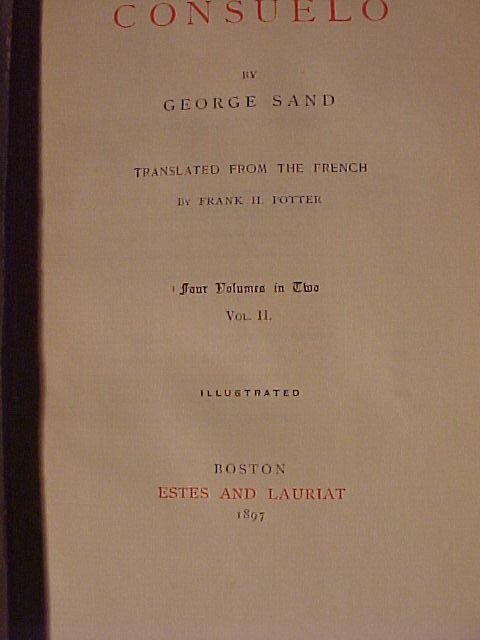 CONSUELO
BY
GEORGE SAND
TRANSLATED FROM THE FRENCH
BY FRANK H. POTTER
Four Volumes in Two
VOL. II.
ILLUSTRATED
BOSTON
ESTES AND LAURIAT
1897